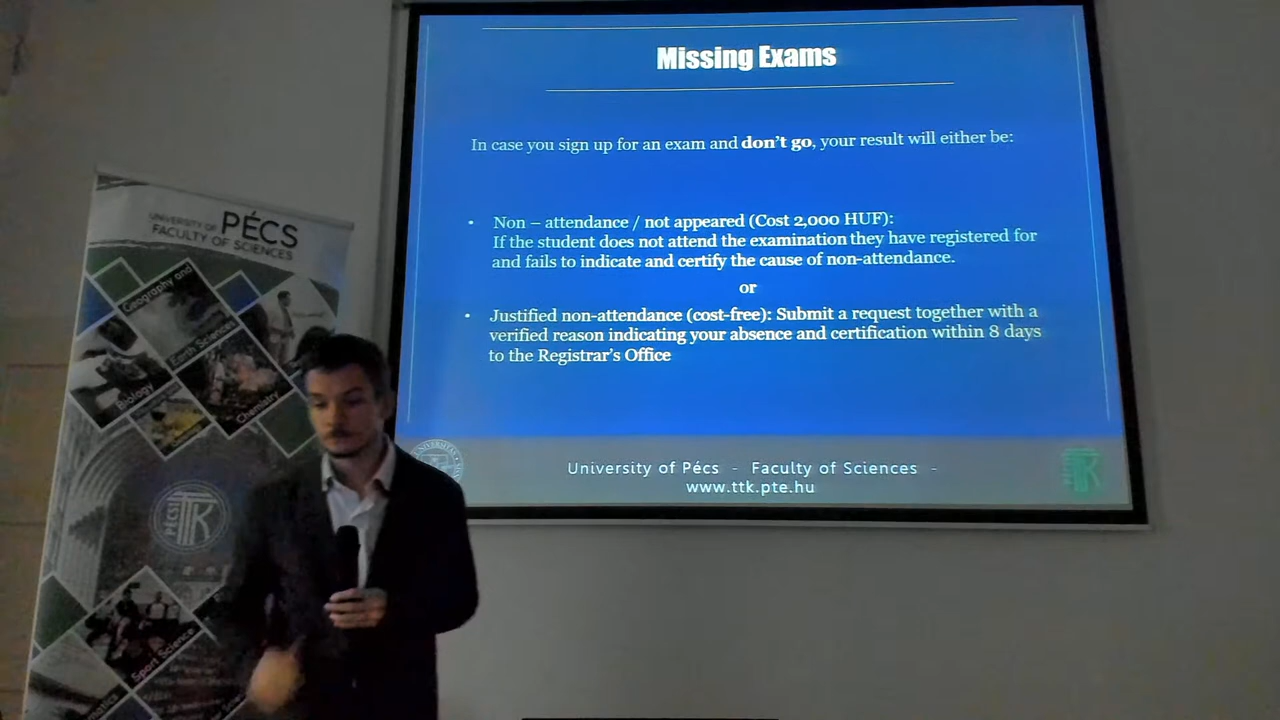 Missing Exams
In case you sign up for an exam and don't go, your result will either be:
• Non – attendance / not appeared (Cost 2,000 HUF):
If the student does not attend the examination they have registered for
and fails to indicate and certify the cause of non-attendance.
or
• Justified non-attendance (cost-free): Submit a request together with a
verified reason indicating your absence and certification within 8 days
to the Registrar's Office
University of Pécs - Faculty of Sciences -
www.ttk.pte.hu
UNIVERSITY OF PÉCS
FACULTY OF SCIENCES
Geography and
Earth Sciences
Biology
Chemistry
PÉCSI TTK
Sport Science